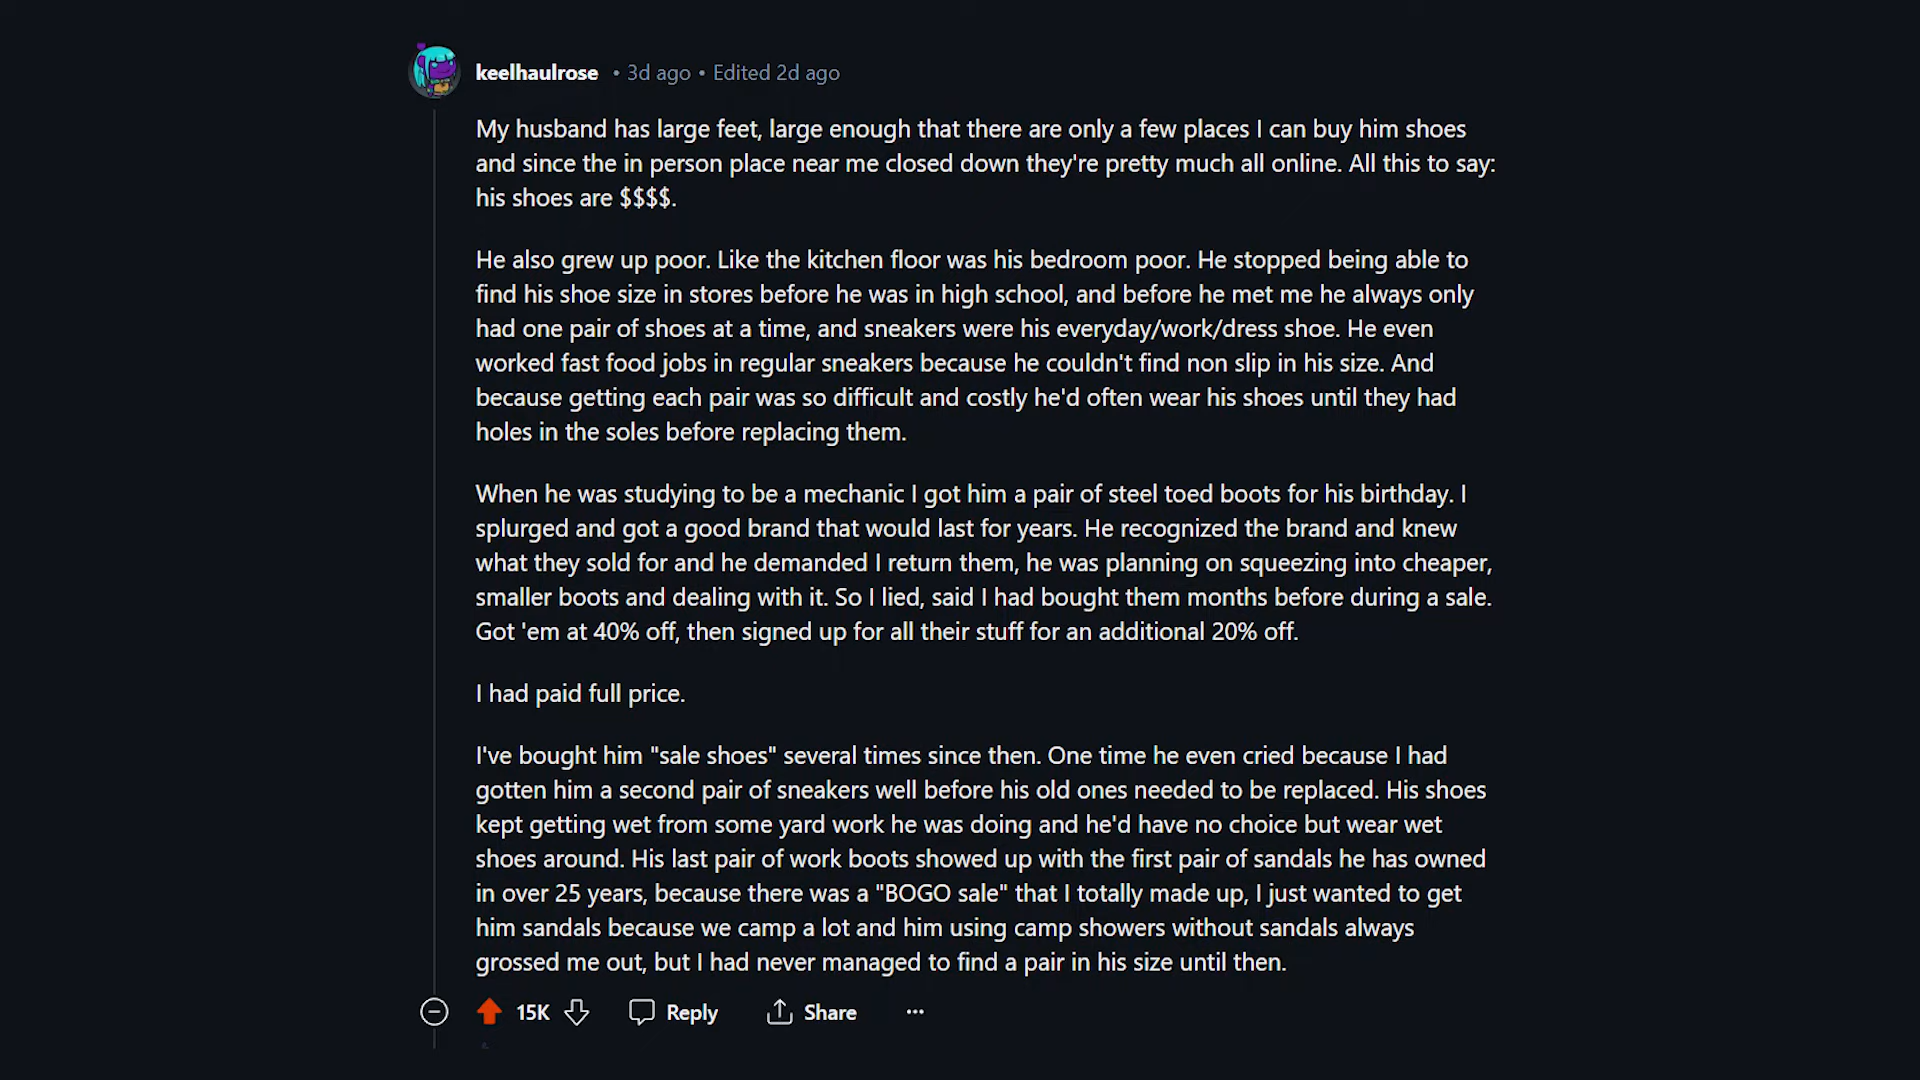 keelhaulrose • 3d ago • Edited 2d ago
My husband has large feet, large enough that there are only a few places I can buy him shoes
and since the in person place near me closed down they're pretty much all online. All this to say:
his shoes are $$$$.
He also grew up poor. Like the kitchen floor was his bedroom poor. He stopped being able to
find his shoe size in stores before he was in high school, and before he met me he always only
had one pair of shoes at a time, and sneakers were his everyday/work/dress shoe. He even
worked fast food jobs in regular sneakers because he couldn't find non slip in his size. And
because getting each pair was so difficult and costly he'd often wear his shoes until they had
holes in the soles before replacing them.
When he was studying to be a mechanic I got him a pair of steel toed boots for his birthday. I
splurged and got a good brand that would last for years. He recognized the brand and knew
what they sold for and he demanded I return them, he was planning on squeezing into cheaper,
smaller boots and dealing with it. So I lied, said I had bought them months before during a sale.
Got 'em at 40% off, then signed up for all their stuff for an additional 20% off.
I had paid full price.
I've bought him "sale shoes" several times since then. One time he even cried because I had
gotten him a second pair of sneakers well before his old ones needed to be replaced. His shoes
kept getting wet from some yard work he was doing and he'd have no choice but wear wet
shoes around. His last pair of work boots showed up with the first pair of sandals he has owned
in over 25 years, because there was a "BOGO sale" that I totally made up, I just wanted to get
him sandals because we camp a lot and him using camp showers without sandals always
grossed me out, but I had never managed to find a pair in his size until then.
15K Reply Share ···